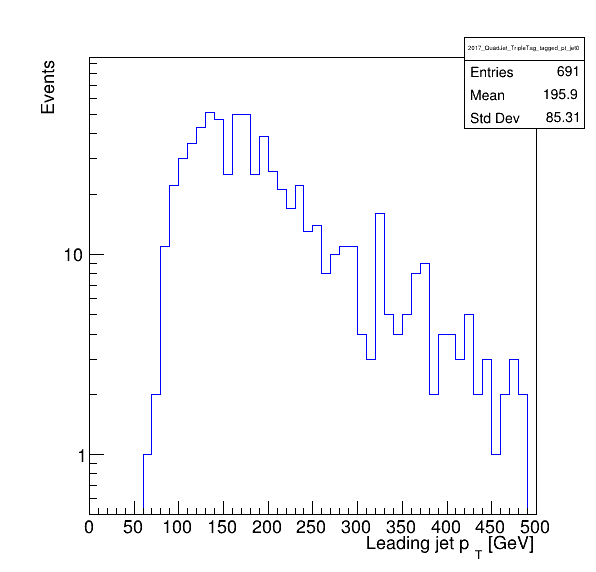 2017_QuadJet_TripleTag_tagged_pt_jet0
Entries 691
Mean 195.9
Std Dev 85.31
Events
10
1
0 50 100 150 200 250 300 350 400 450 500
Leading jet p T [GeV]